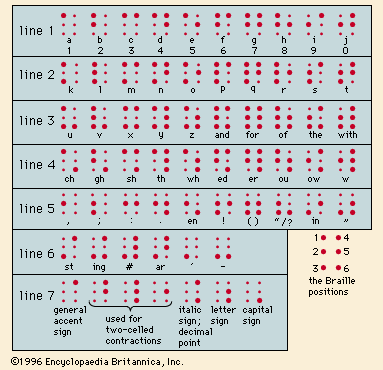 line 1
a b c d e f g h i j
1 2 3 4 5 6 7 8 9 0
line 2
k l m n o p q r s t
line 3
u v x y z and for of the with
line 4
ch gh sh th wh ed er ou ow w
line 5
, ; : . en ! () "/? in "
line 6
st ing # ar ' -
1 4
2 5
3 6
the Braille
positions
line 7
general
accent
sign
used for
two-celled
contractions
italic
sign;
decimal
point
letter
sign
capital
sign
©1996 Encyclopaedia Britannica, Inc.